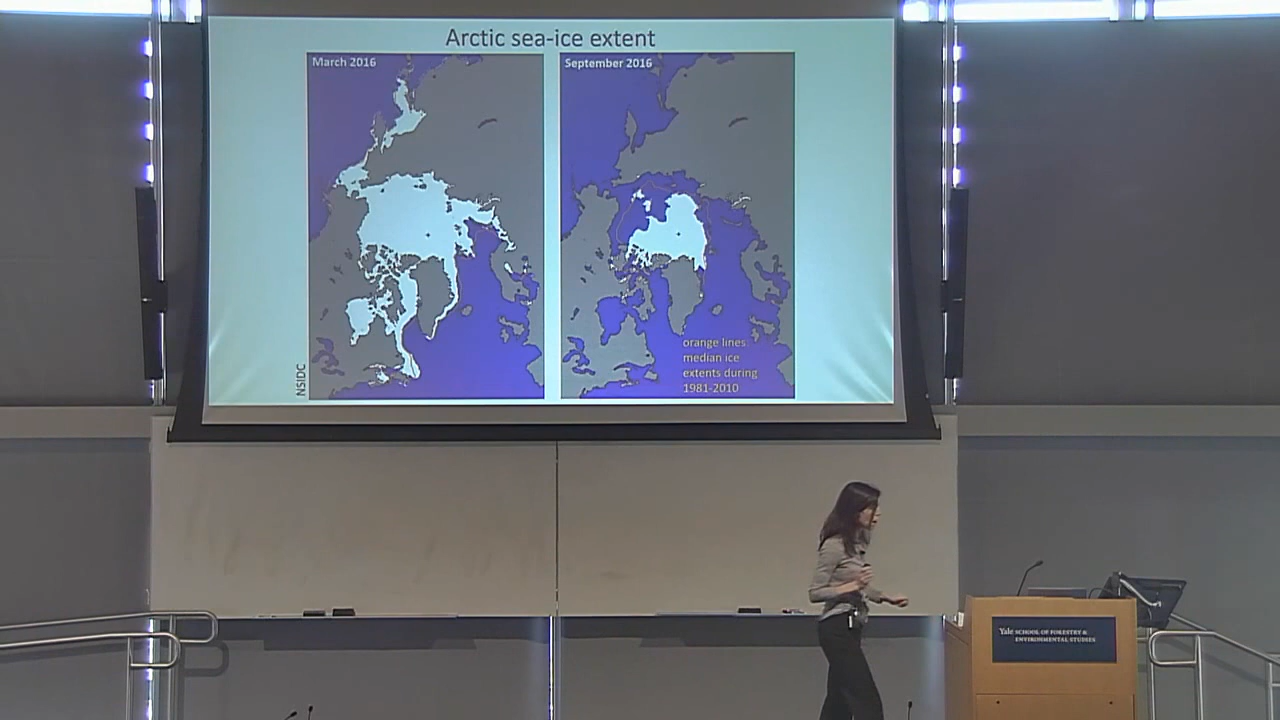 Arctic sea-ice extent
March 2016
September 2016
orange lines:
median ice
extents during
1981-2010
NSIDC
Yale SCHOOL OF FORESTRY &
ENVIRONMENTAL STUDIES